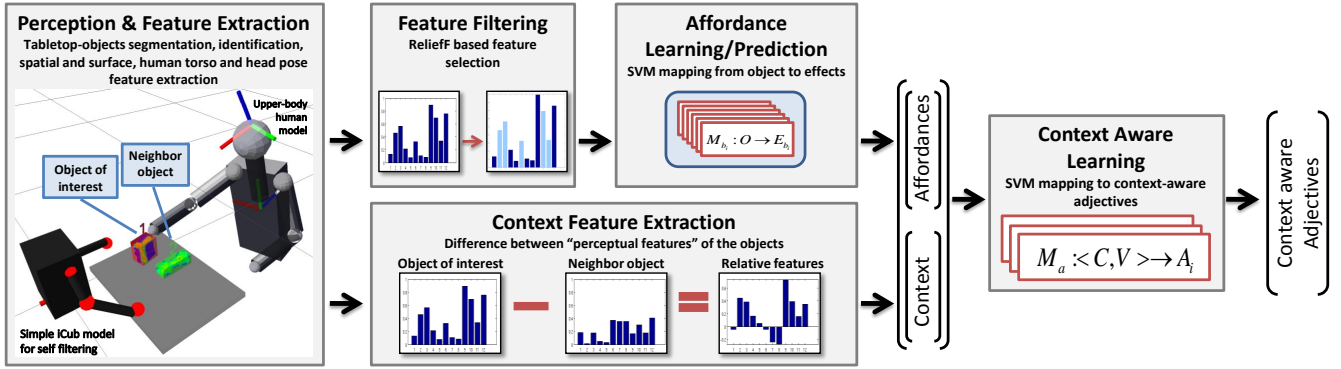 Perception & Feature Extraction
Tabletop-objects segmentation, identification,
spatial and surface, human torso and head pose
feature extraction
Upper-body
human
model
Neighbor
object
Object of
interest
1
Simple iCub model
for self filtering
Feature Filtering
ReliefF based feature
selection
Affordance
Learning/Prediction
SVM mapping from object to effects
M_{b_i} : O → E_{b_i}
Context Feature Extraction
Difference between “perceptual features” of the objects
Object of interest
Neighbor object
Relative features
Affordances
Context
Context Aware
Learning
SVM mapping to context-aware
adjectives
M_a :< C,V >→ A_i
Context aware
Adjectives